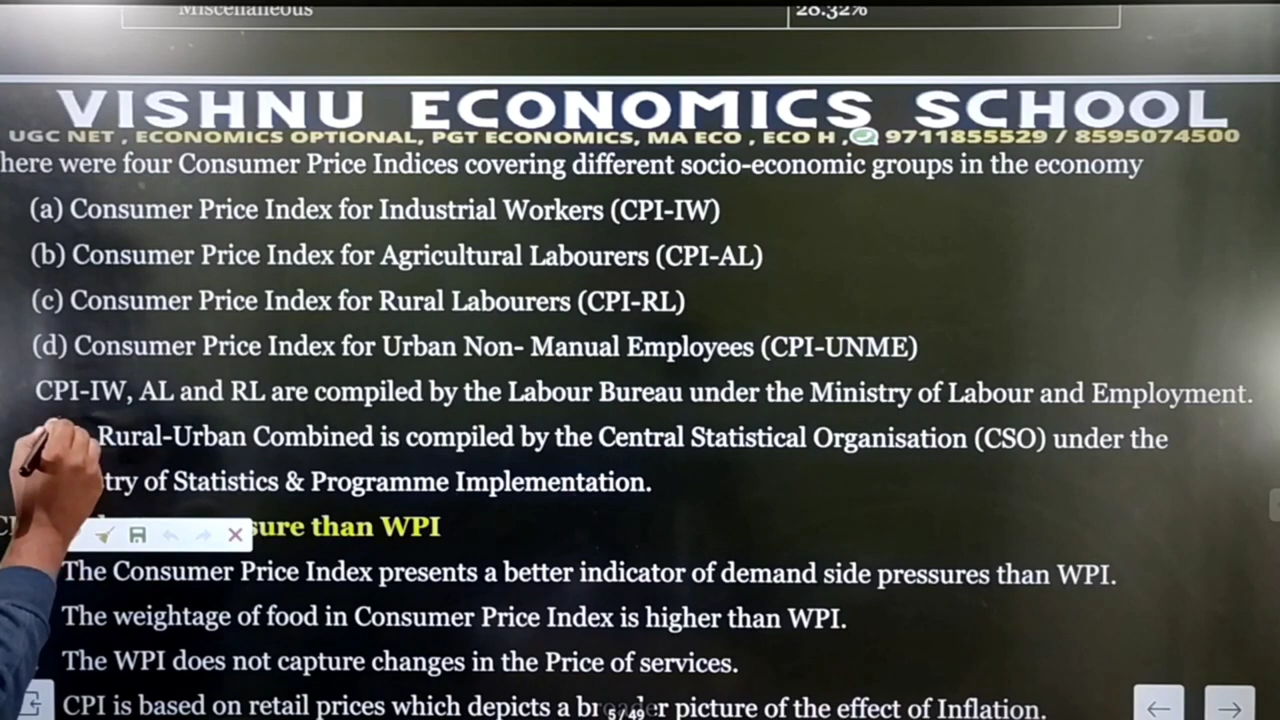 Miscellaneous 28.32%
VISHNU ECONOMICS SCHOOL
UGC NET , ECONOMICS OPTIONAL, PGT ECONOMICS, MA ECO , ECO H , 9711855529 / 8595074500
here were four Consumer Price Indices covering different socio-economic groups in the economy
(a) Consumer Price Index for Industrial Workers (CPI-IW)
(b) Consumer Price Index for Agricultural Labourers (CPI-AL)
(c) Consumer Price Index for Rural Labourers (CPI-RL)
(d) Consumer Price Index for Urban Non- Manual Employees (CPI-UNME)
CPI-IW, AL and RL are compiled by the Labour Bureau under the Ministry of Labour and Employment.
Rural-Urban Combined is compiled by the Central Statistical Organisation (CSO) under the
try of Statistics & Programme Implementation.
sure than WPI
The Consumer Price Index presents a better indicator of demand side pressures than WPI.
The weightage of food in Consumer Price Index is higher than WPI.
The WPI does not capture changes in the Price of services.
CPI is based on retail prices which depicts a broader picture of the effect of Inflation.
5 / 49